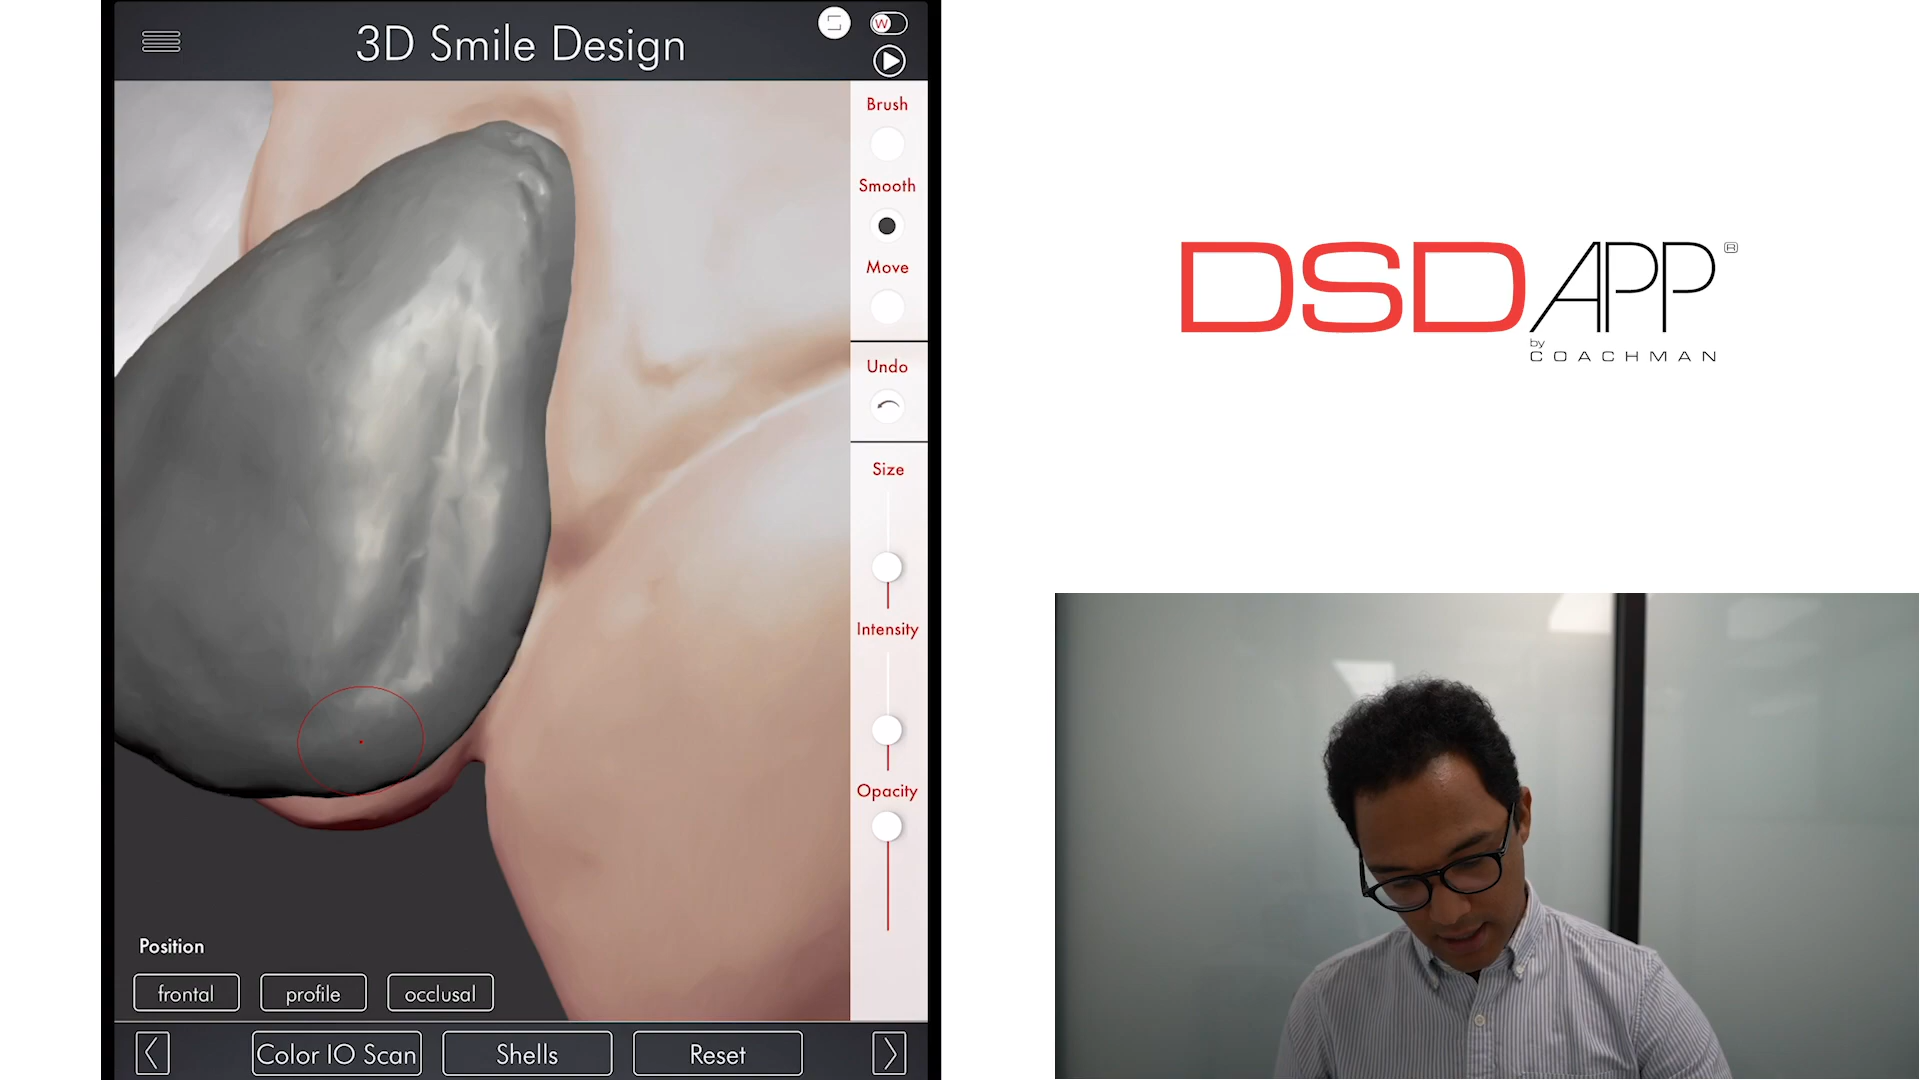 3D Smile Design
W
Brush
Smooth
Move
Undo
Size
Intensity
Opacity
Position
frontal
profile
occlusal
Color IO Scan
Shells
Reset
DSDAPP®
by
COACHMAN